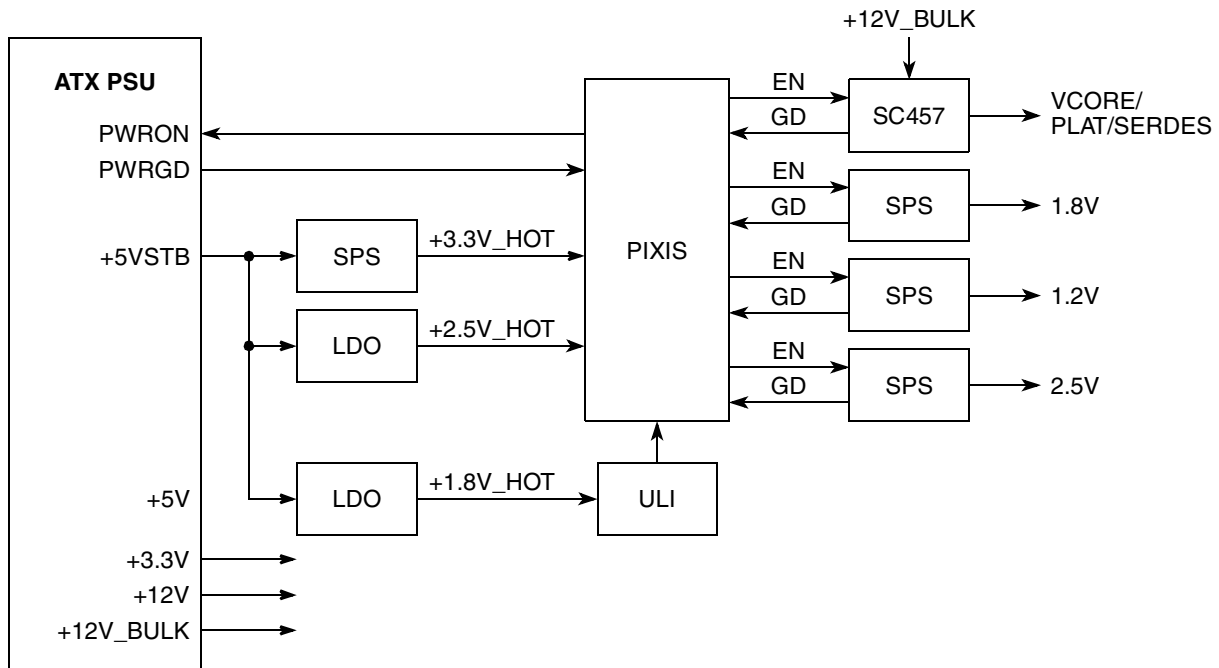 +12V_BULK
ATX PSU
PWRON
PWRGD
+5VSTB
+5V
+3.3V
+12V
+12V_BULK
SPS
+3.3V_HOT
LDO
+2.5V_HOT
LDO
+1.8V_HOT
ULI
PIXIS
EN
GD
SC457
VCORE/
PLAT/SERDES
EN
GD
SPS
1.8V
EN
GD
SPS
1.2V
EN
GD
SPS
2.5V